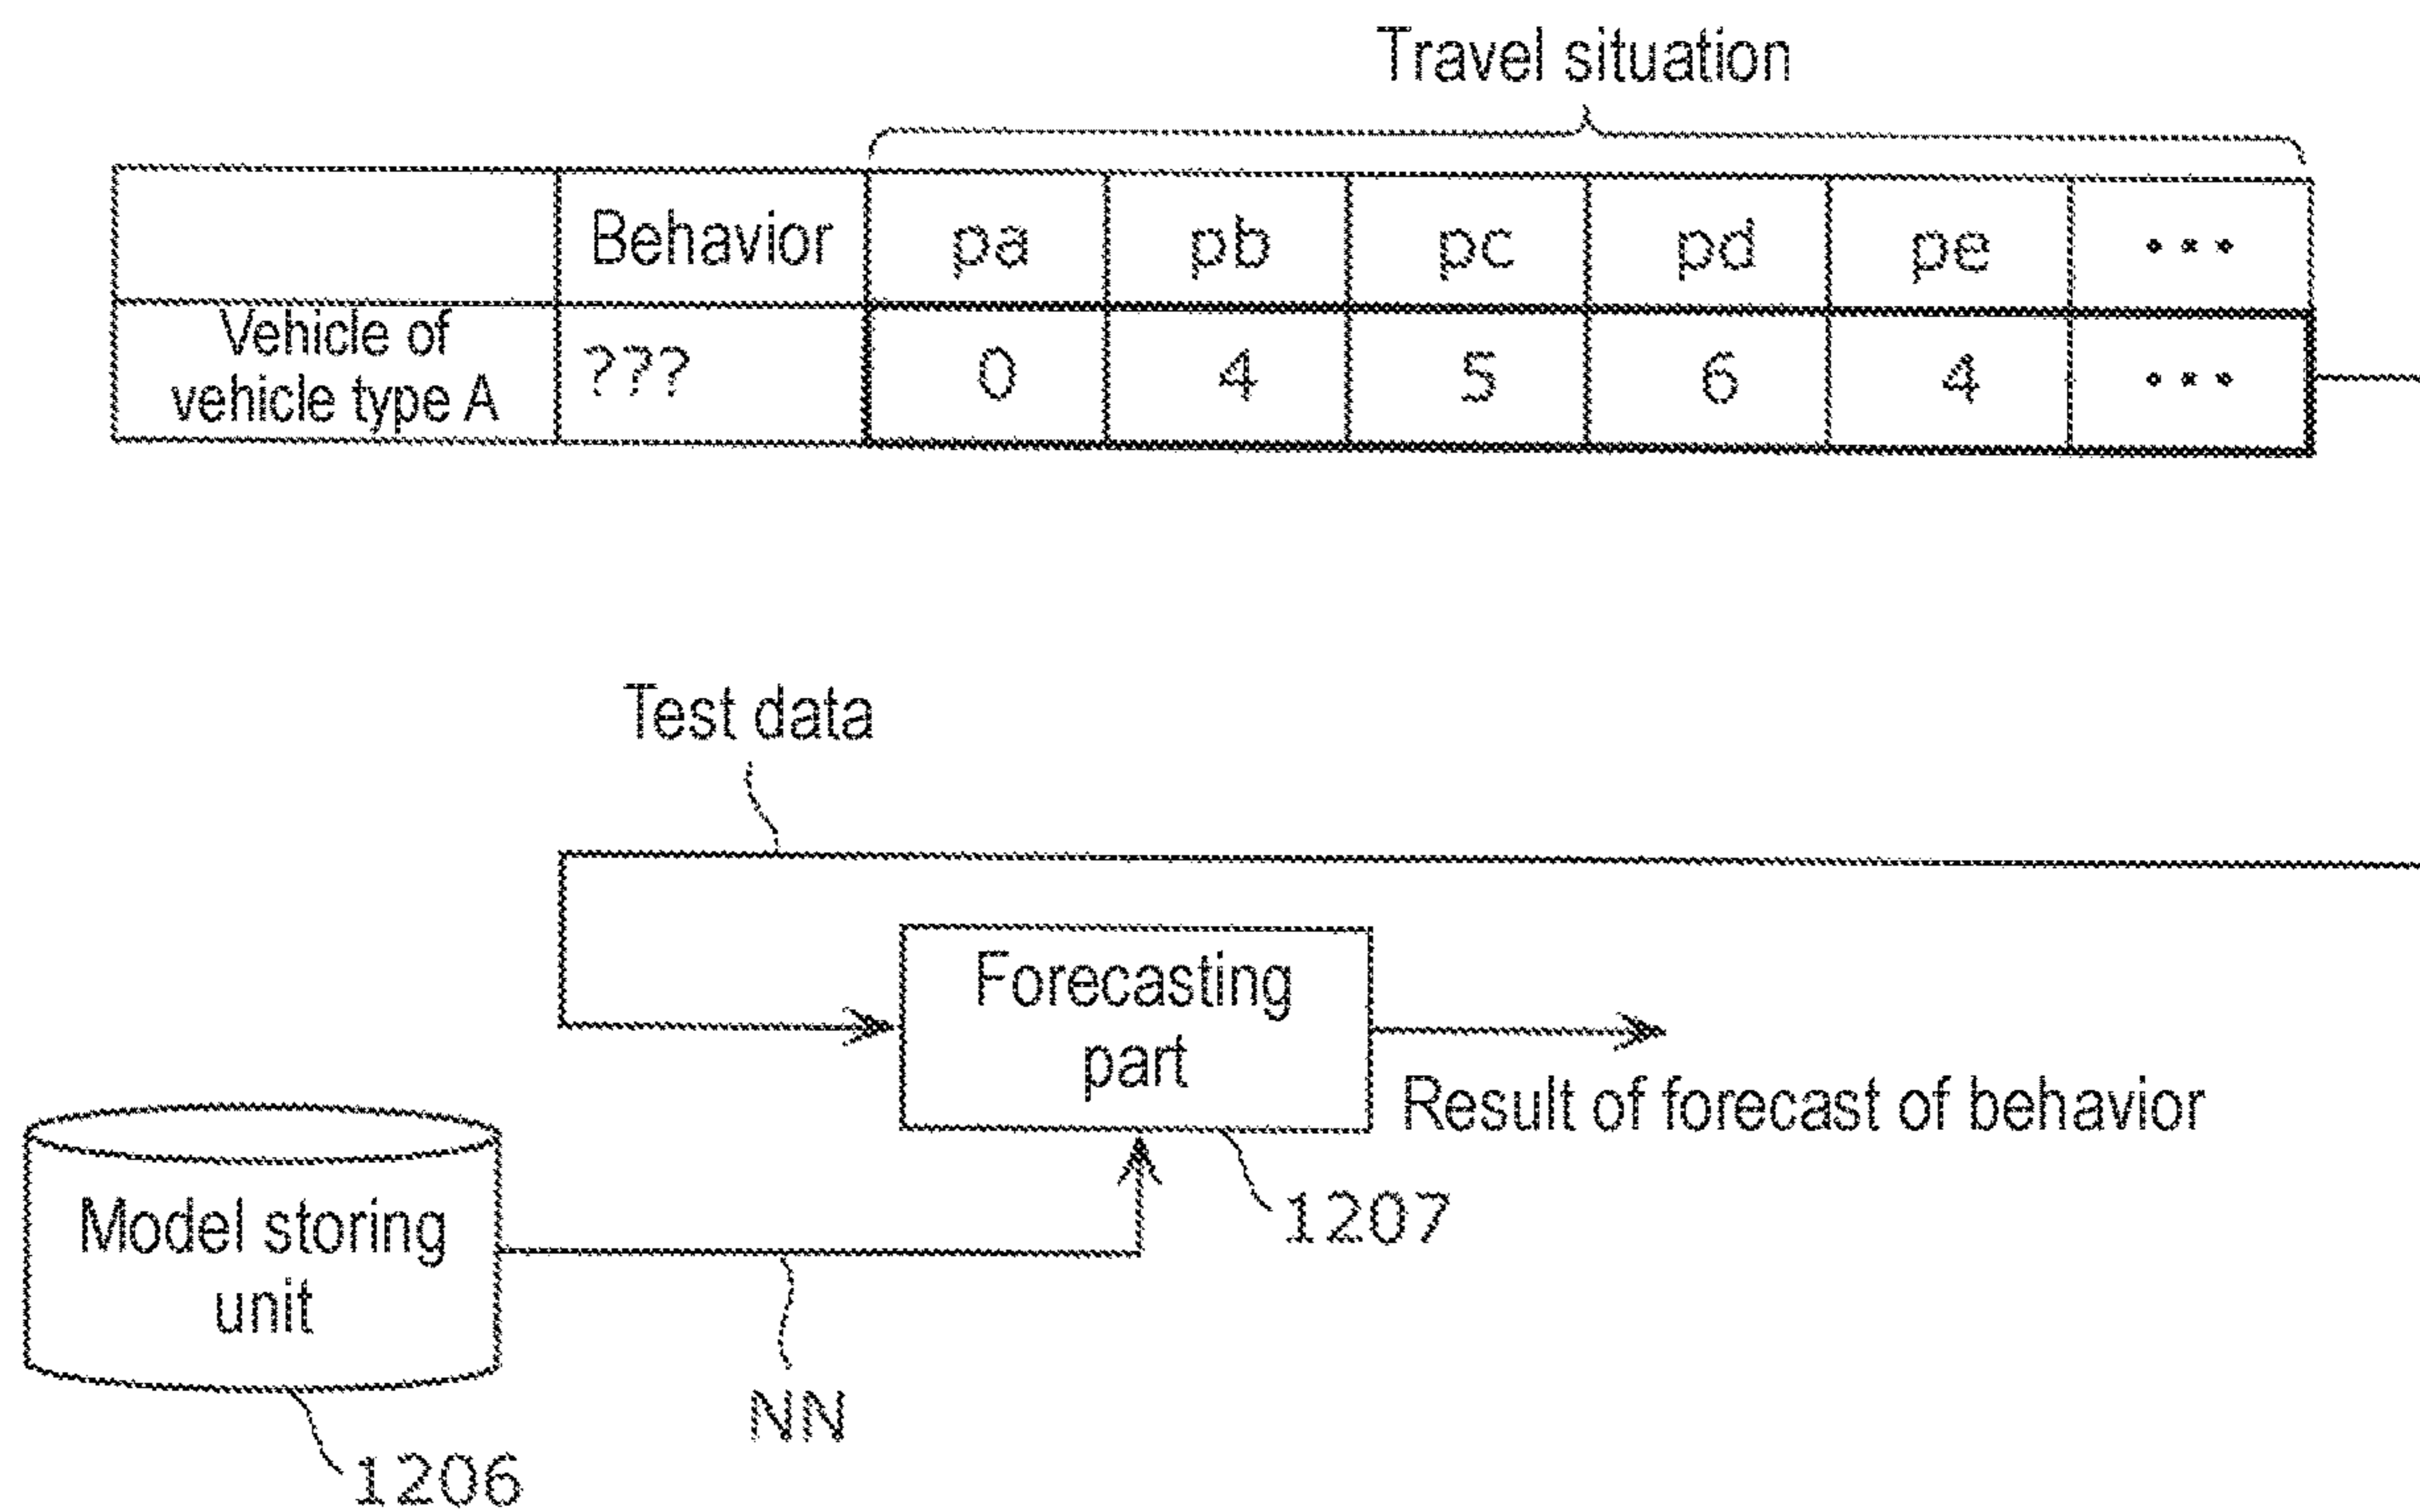 Travel situation
Behavior pa pb pc pd pe ...
Vehicle of
vehicle type A ??? 0 4 5 6 4 ...
Test data
Forecasting
part
Result of forecast of behavior
1207
Model storing
unit
NN
1206